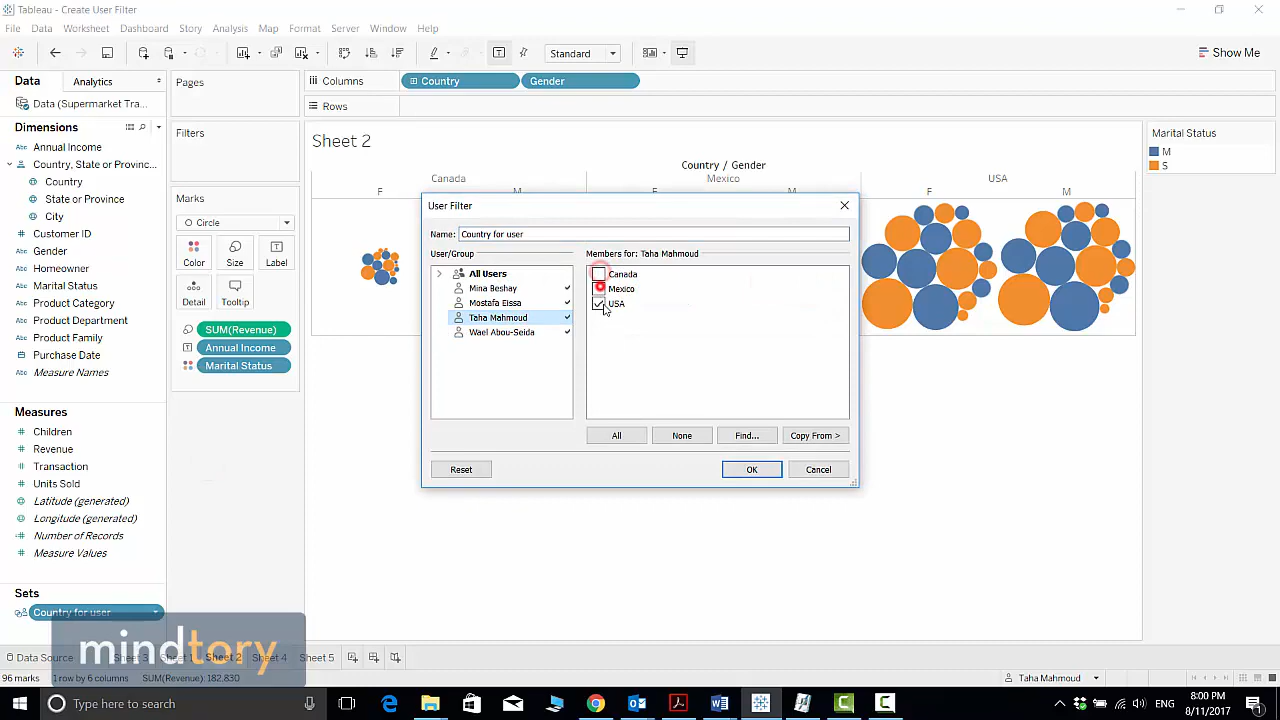 Tableau - Create User Filter
File Data Worksheet Dashboard Story Analysis Map Format Server Window Help
Standard
Show Me
Data
Analytics
Data (Supermarket Tra...
Dimensions
Annual Income
Country, State or Provinc...
Country
State or Province
City
Customer ID
Gender
Homeowner
Marital Status
Product Category
Product Department
Product Family
Purchase Date
Measure Names
Measures
Children
Revenue
Transaction
Units Sold
Latitude (generated)
Longitude (generated)
Number of Records
Measure Values
Sets
Country for user
Pages
Filters
Marks
Circle
Color
Size
Label
Detail
Tooltip
SUM(Revenue)
Annual Income
Marital Status
Columns
Country
Gender
Rows
Sheet 2
Country / Gender
Canada
Mexico
USA
F
M
F
M
F
M
Marital Status
M
S
User Filter
Name:
Country for user
User/Group
Members for: Taha Mahmoud
All Users
Mina Beshay
Mostafa Eissa
Taha Mahmoud
Wael Abou-Seida
Canada
Mexico
USA
All
None
Find...
Copy From >
Reset
OK
Cancel
mindtory
Data Source
Sheet 3
Sheet 1
Sheet 2
Sheet 4
Sheet 5
96 marks
1 row by 6 columns
SUM(Revenue): 182,830
Taha Mahmoud
Type here to search
ENG
8:00 PM
8/11/2017